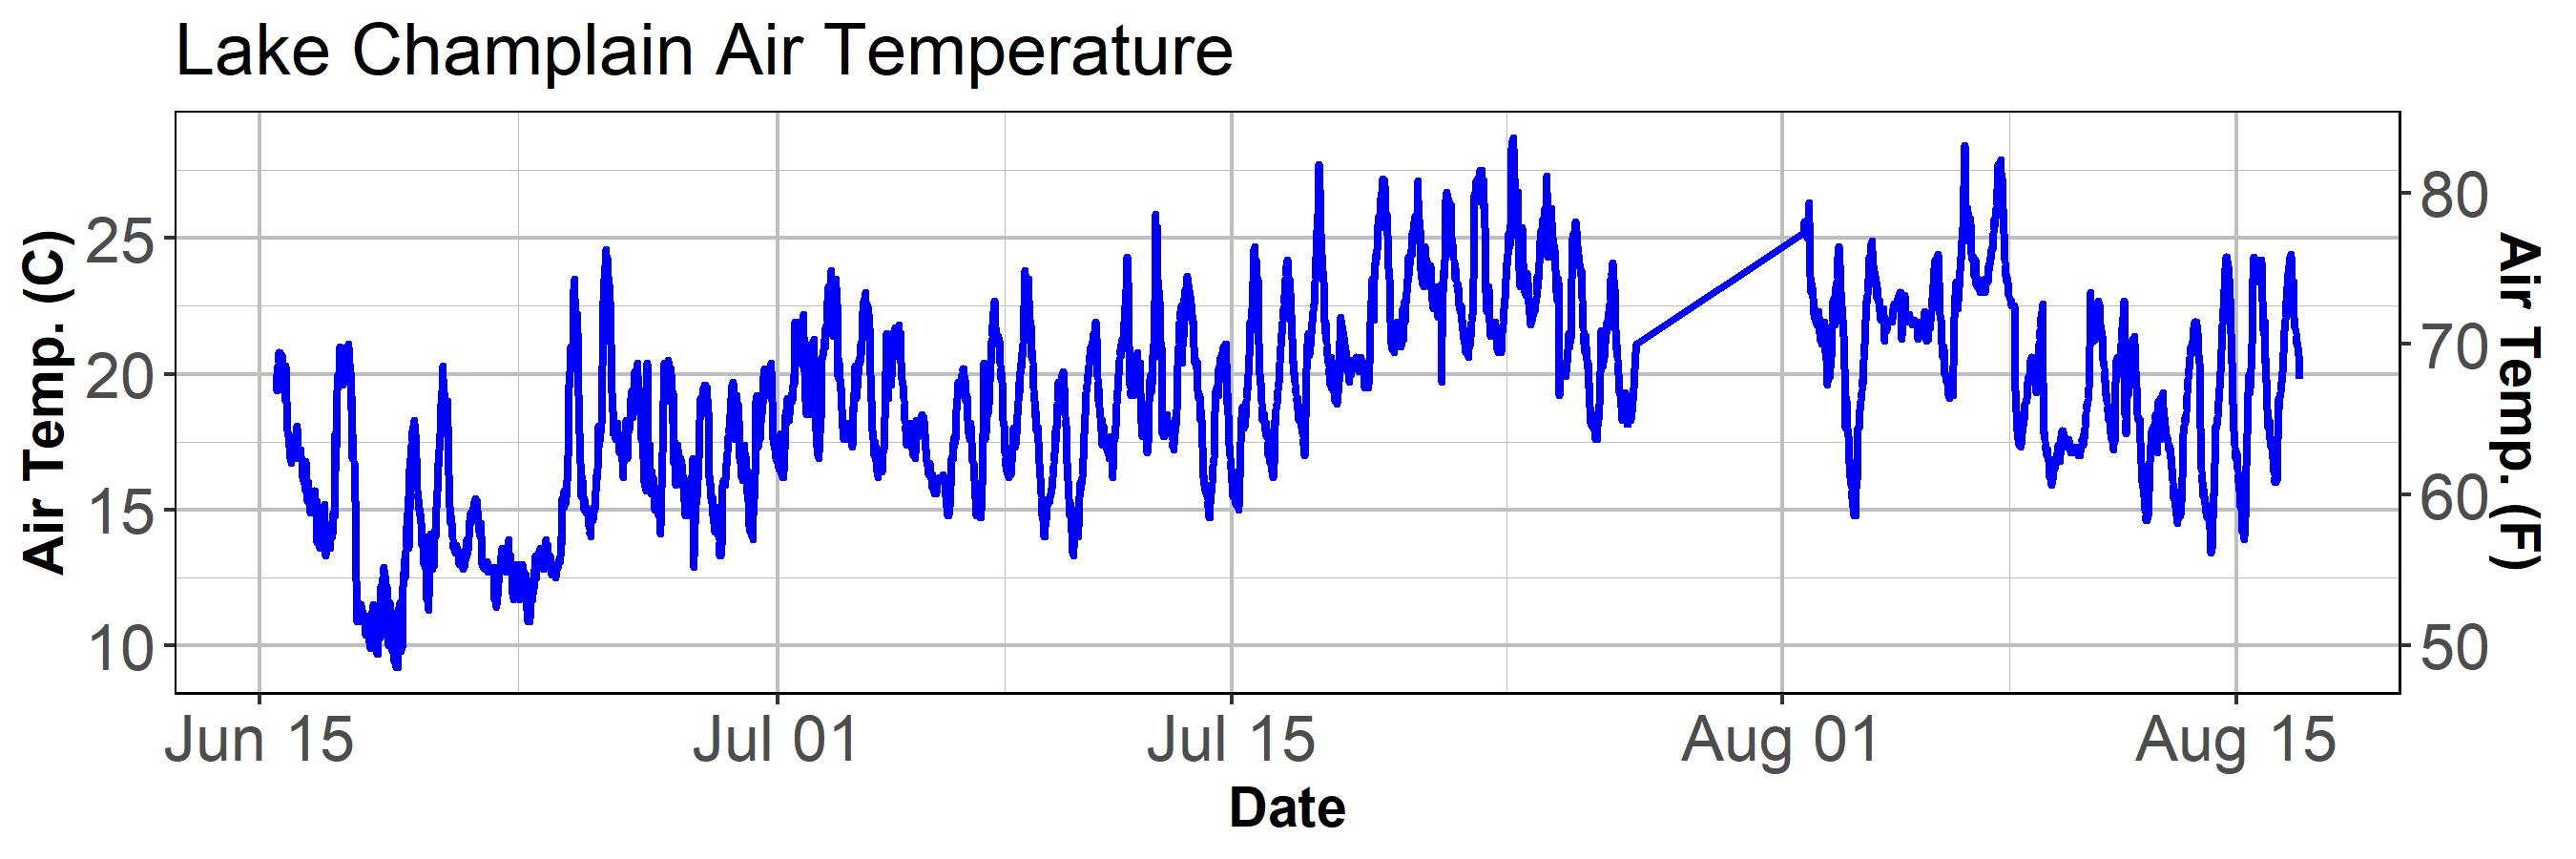 Lake Champlain Air Temperature
Air Temp. (C)
25
20
15
10
80
70
60
50
Air Temp. (F)
Jun 15
Jul 01
Jul 15
Aug 01
Aug 15
Date